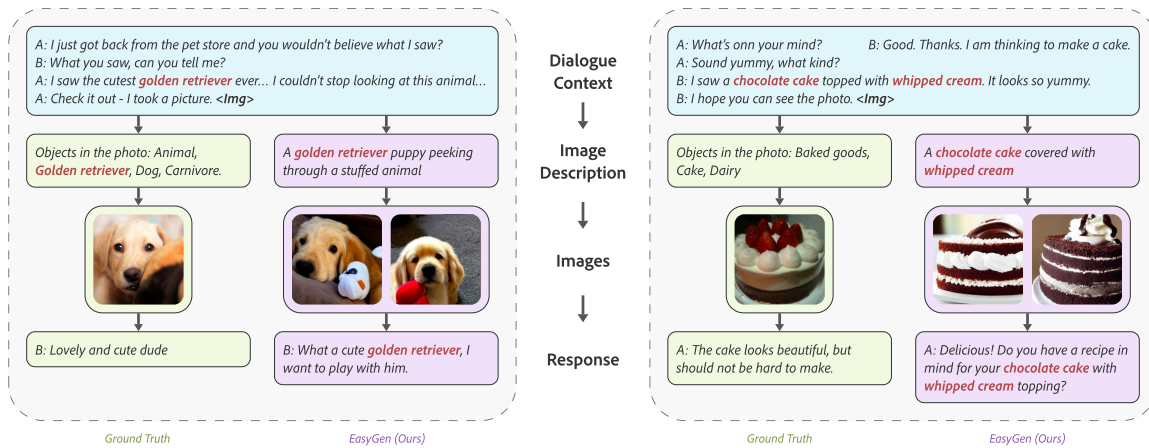 A: I just got back from the pet store and you wouldn't believe what I saw?
B: What you saw, can you tell me?
A: I saw the cutest golden retriever ever... I couldn't stop looking at this animal...
A: Check it out - I took a picture. <Img>
Objects in the photo: Animal,
Golden retriever, Dog, Carnivore.
A golden retriever puppy peeking
through a stuffed animal
B: Lovely and cute dude
B: What a cute golden retriever, I
want to play with him.
Ground Truth
EasyGen (Ours)
Dialogue
Context
Image
Description
Images
Response
A: What's onn your mind?
B: Good. Thanks. I am thinking to make a cake.
A: Sound yummy, what kind?
B: I saw a chocolate cake topped with whipped cream. It looks so yummy.
B: I hope you can see the photo. <Img>
Objects in the photo: Baked goods,
Cake, Dairy
A chocolate cake covered with
whipped cream
A: The cake looks beautiful, but
should not be hard to make.
A: Delicious! Do you have a recipe in
mind for your chocolate cake with
whipped cream topping?
Ground Truth
EasyGen (Ours)